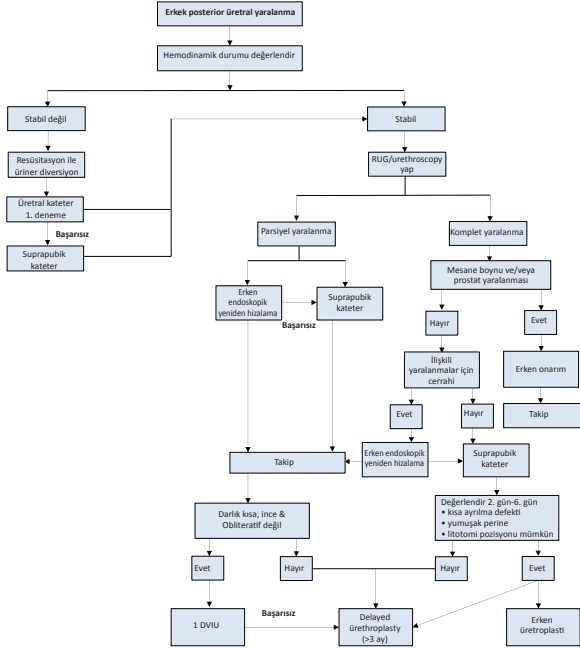 Erkek posterior üretral yaralanma
Hemodinamik durumu değerlendir
Stabil değil
Stabil
Resüsitasyon ile
üriner diversiyon
RUG/urethroscopy
yap
Üretral kateter
1. deneme
Başarısız
Suprapubik
kateter
Parsiyel yaralanma
Komplet yaralanma
Mesane boynu ve/veya
prostat yaralanması
Erken
endoskopik
yeniden hizalama
Başarısız
Suprapubik
kateter
Hayır
Evet
İlişkili
yaralanmalar için
cerrahi
Erken onarım
Evet
Hayır
Takip
Takip
Erken endoskopik
yeniden hizalama
Suprapubik
kateter
Darlık kısa, ince &
Obliteratif değil
Değerlendir 2. gün-6. gün
• kısa ayrılma defekti
• yumuşak perine
• litotomi pozisyonu mümkün
Evet
Hayır
Hayır
Evet
1 DVIU
Başarısız
Delayed
ürethroplasty
(>3 ay)
Erken
üretroplasti